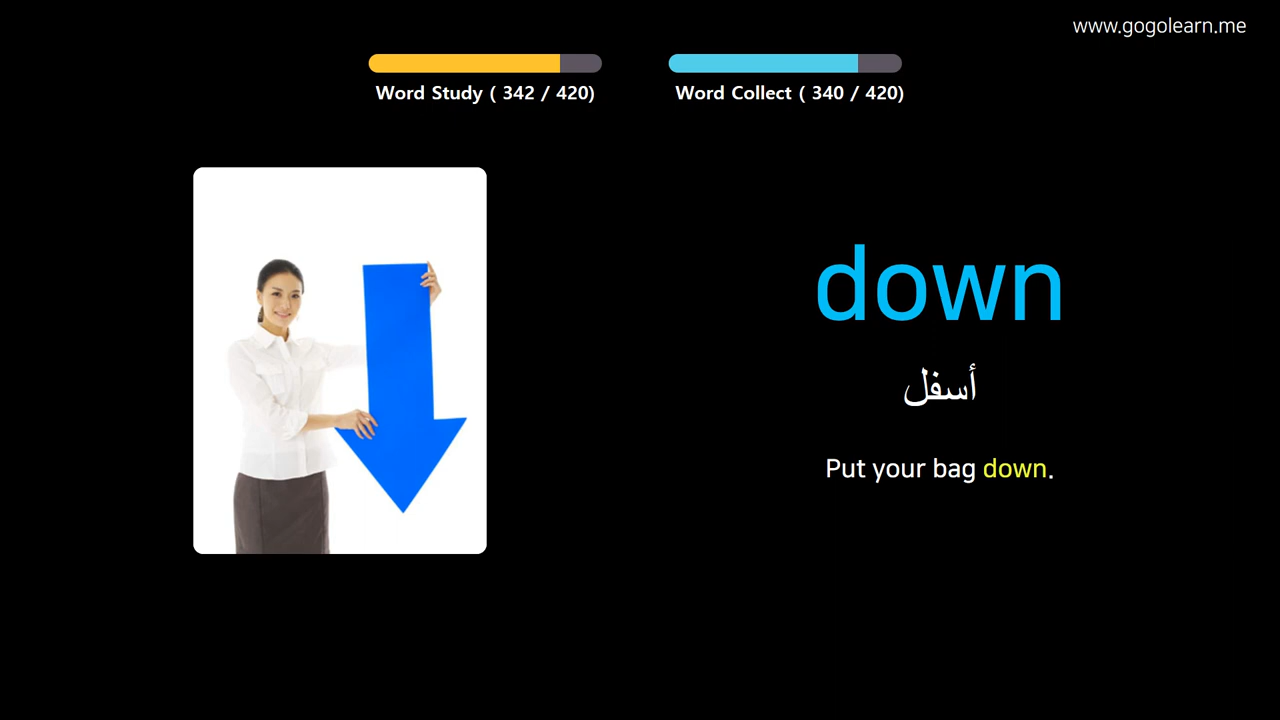 www.gogolearn.me
Word Study ( 342 / 420)
Word Collect ( 340 / 420)
down
أسفل
Put your bag down.